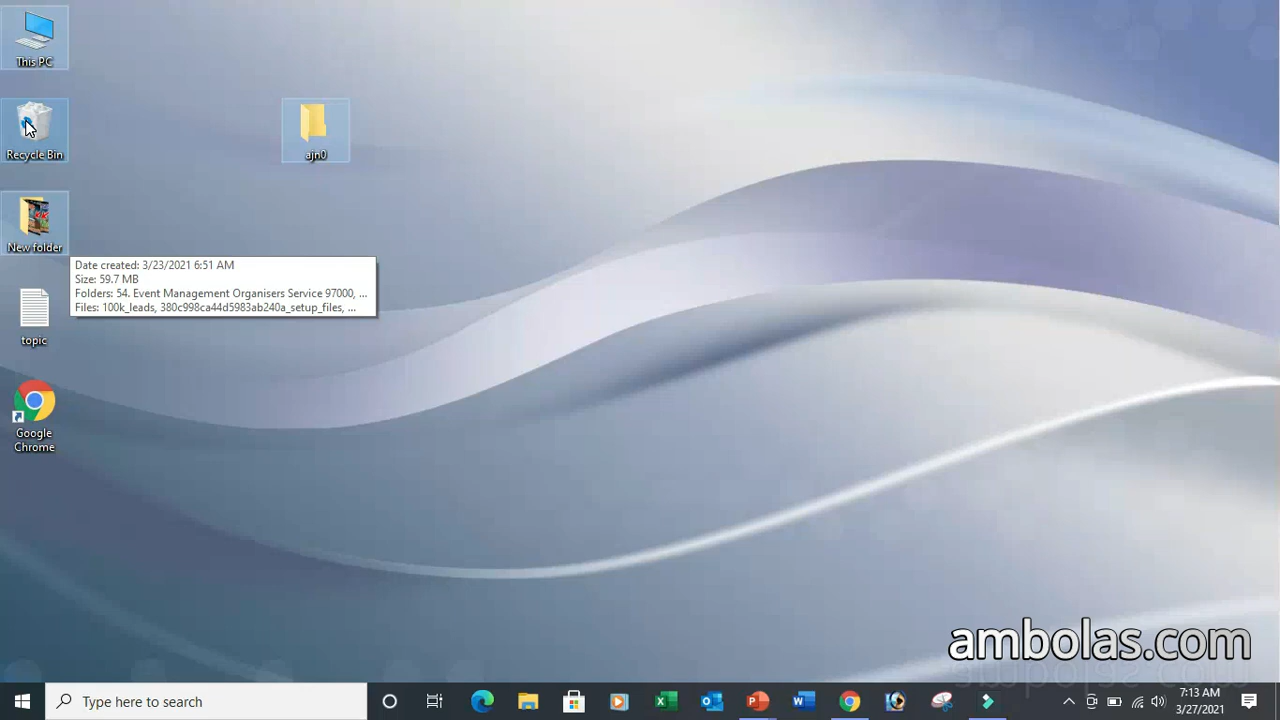 This PC
Recycle Bin
ajn0
New folder
Date created: 3/23/2021 6:51 AM
Size: 59.7 MB
Folders: 54. Event Management Organisers Service 97000, ...
Files: 100k_leads, 380c998ca44d5983ab240a_setup_files, ...
topic
Google
Chrome
ambolas.com
Type here to search
7:13 AM
3/27/2021